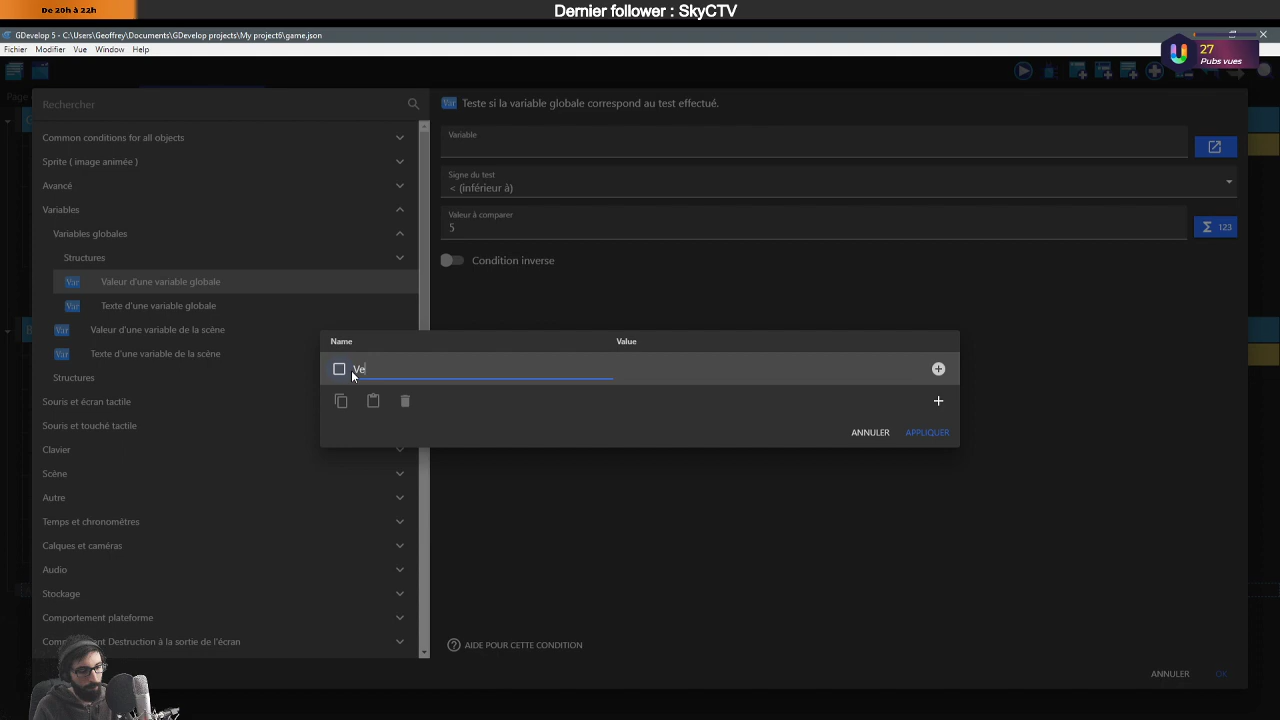 De 20h à 22h
Dernier follower : SkyCTV
GDevelop 5 - C:\Users\Geoffrey\Documents\GDevelop projects\My project6\game.json
Fichier Modifier Vue Window Help
27
Pubs vues
Rechercher
Common conditions for all objects
Sprite ( image animée )
Avancé
Variables
Variables globales
Structures
Var Valeur d'une variable globale
Var Texte d'une variable globale
Var Valeur d'une variable de la scène
Var Texte d'une variable de la scène
Structures
Souris et écran tactile
Souris et touché tactile
Clavier
Scène
Autre
Temps et chronomètres
Calques et caméras
Audio
Stockage
Comportement plateforme
Destruction à la sortie de l'écran
Var Teste si la variable globale correspond au test effectué.
Variable
Signe du test
< (inférieur à)
Valeur à comparer
5
Σ 123
Condition inverse
Name Value
Ve
ANNULER APPLIQUER
AIDE POUR CETTE CONDITION
ANNULER OK